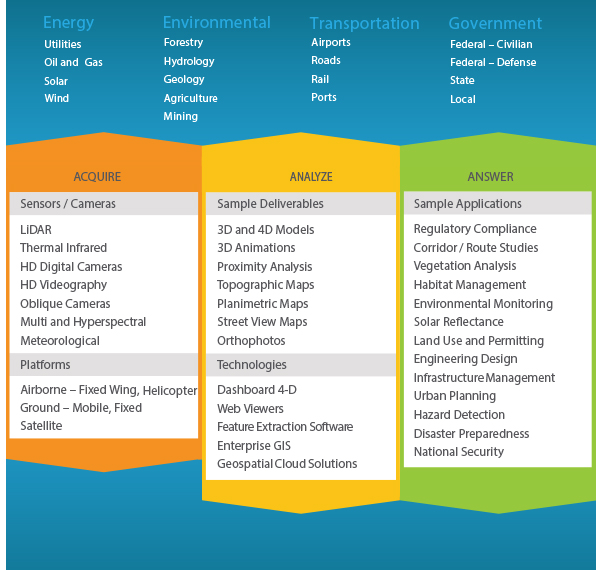 Energy
Utilities
Oil and Gas
Solar
Wind
Environmental
Forestry
Hydrology
Geology
Agriculture
Mining
Transportation
Airports
Roads
Rail
Ports
Government
Federal – Civilian
Federal – Defense
State
Local
ACQUIRE
Sensors / Cameras
LiDAR
Thermal Infrared
HD Digital Cameras
HD Videography
Oblique Cameras
Multi and Hyperspectral
Meteorological
Platforms
Airborne – Fixed Wing, Helicopter
Ground – Mobile, Fixed
Satellite
ANALYZE
Sample Deliverables
3D and 4D Models
3D Animations
Proximity Analysis
Topographic Maps
Planimetric Maps
Street View Maps
Orthophotos
Technologies
Dashboard 4-D
Web Viewers
Feature Extraction Software
Enterprise GIS
Geospatial Cloud Solutions
ANSWER
Sample Applications
Regulatory Compliance
Corridor / Route Studies
Vegetation Analysis
Habitat Management
Environmental Monitoring
Solar Reflectance
Land Use and Permitting
Engineering Design
Infrastructure Management
Urban Planning
Hazard Detection
Disaster Preparedness
National Security